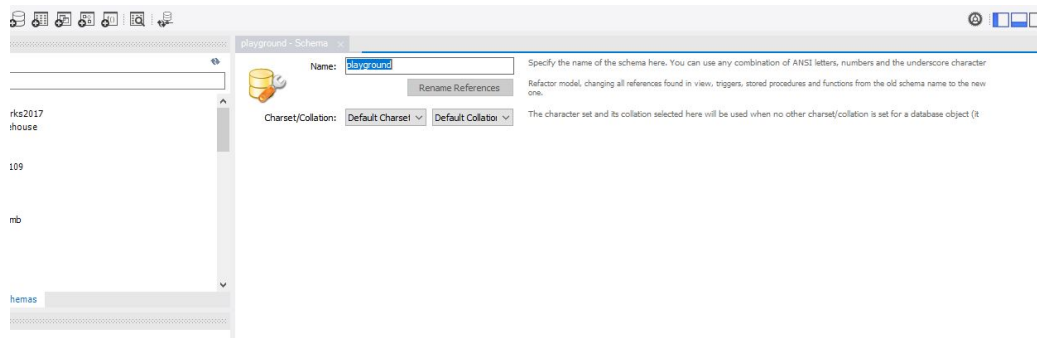 playground - Schema
Name:
playground
Specify the name of the schema here. You can use any combination of ANSI letters, numbers and the underscore character
Rename References
Refactor model, changing all references found in view, triggers, stored procedures and functions from the old schema name to the new
one.
Charset/Collation:
Default Charset
Default Collation
The character set and its collation selected here will be used when no other charset/collation is set for a database object (it
rks2017
ehouse
109
mb
hemas